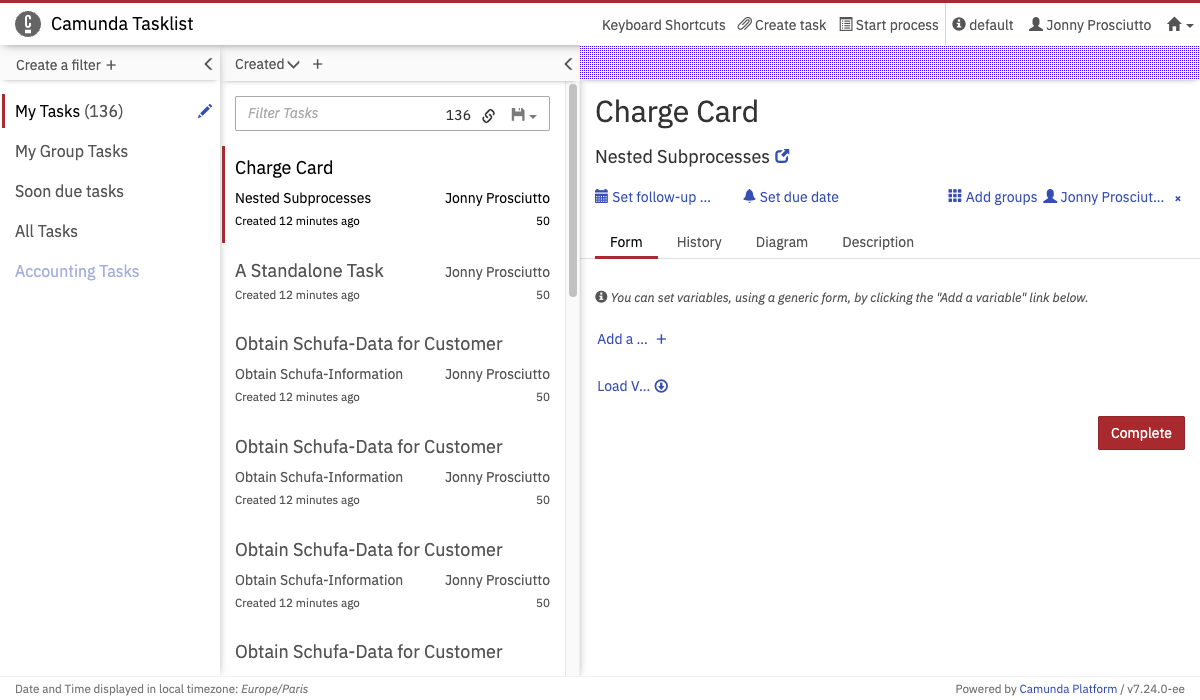 Camunda Tasklist
Keyboard Shortcuts Create task Start process default Jonny Prosciutto
Create a filter +
My Tasks (136)
My Group Tasks
Soon due tasks
All Tasks
Accounting Tasks
Created +
Filter Tasks 136
Charge Card
Nested Subprocesses Jonny Prosciutto
Created 12 minutes ago 50
A Standalone Task Jonny Prosciutto
Created 12 minutes ago 50
Obtain Schufa-Data for Customer
Obtain Schufa-Information Jonny Prosciutto
Created 12 minutes ago 50
Obtain Schufa-Data for Customer
Obtain Schufa-Information Jonny Prosciutto
Created 12 minutes ago 50
Obtain Schufa-Data for Customer
Obtain Schufa-Information Jonny Prosciutto
Created 12 minutes ago 50
Obtain Schufa-Data for Customer
Charge Card
Nested Subprocesses
Set follow-up ... Set due date Add groups Jonny Prosciut... ×
Form History Diagram Description
You can set variables, using a generic form, by clicking the "Add a variable" link below.
Add a ... +
Load V...
Complete
Date and Time displayed in local timezone: Europe/Paris
Powered by Camunda Platform / v7.24.0-ee